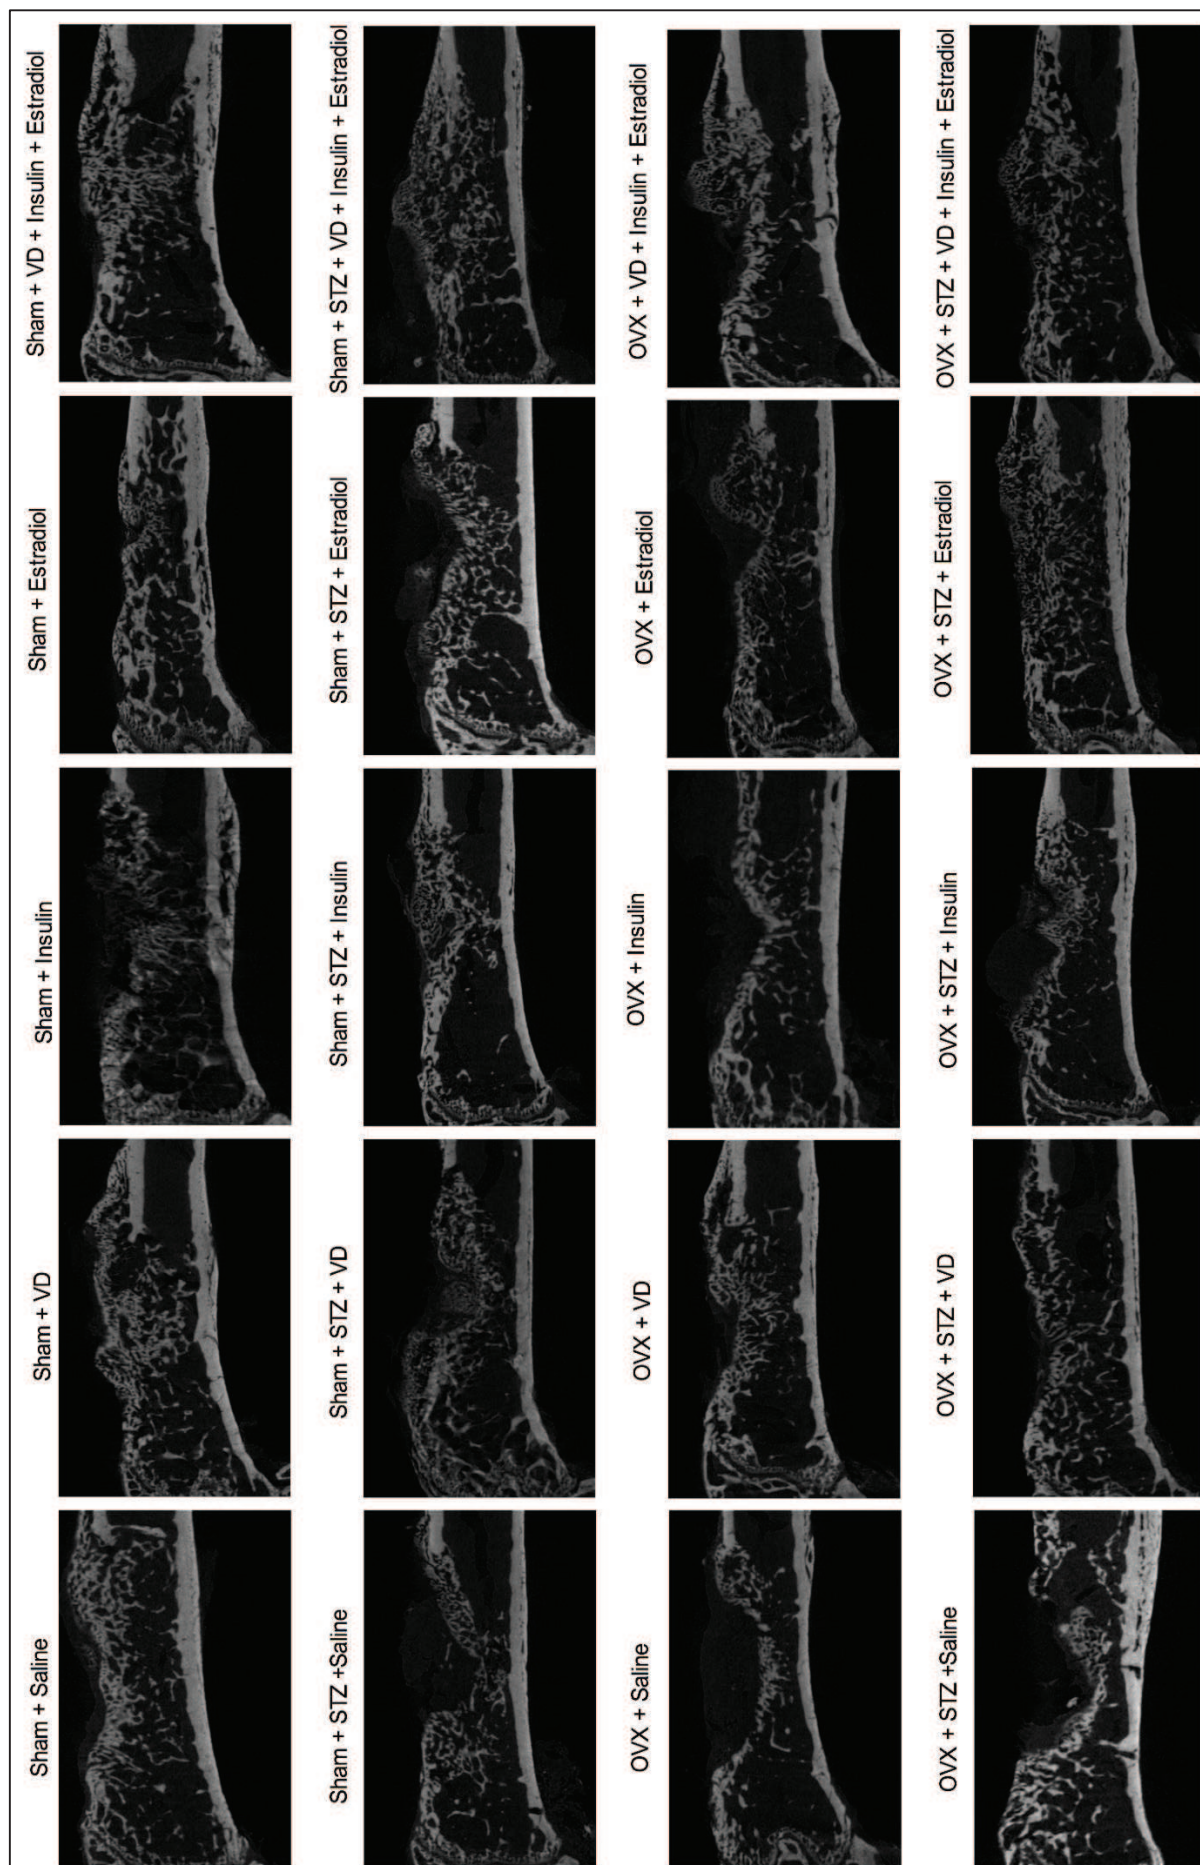 Sham + Saline
Sham + VD
Sham + Insulin
Sham + Estradiol
Sham + VD + Insulin + Estradiol
Sham + STZ +Saline
Sham + STZ + VD
Sham + STZ + Insulin
Sham + STZ + Estradiol
Sham + STZ + VD + Insulin + Estradiol
OVX + Saline
OVX + VD
OVX + Insulin
OVX + Estradiol
OVX + VD + Insulin + Estradiol
OVX + STZ +Saline
OVX + STZ + VD
OVX + STZ + Insulin
OVX + STZ + Estradiol
OVX + STZ + VD + Insulin + Estradiol